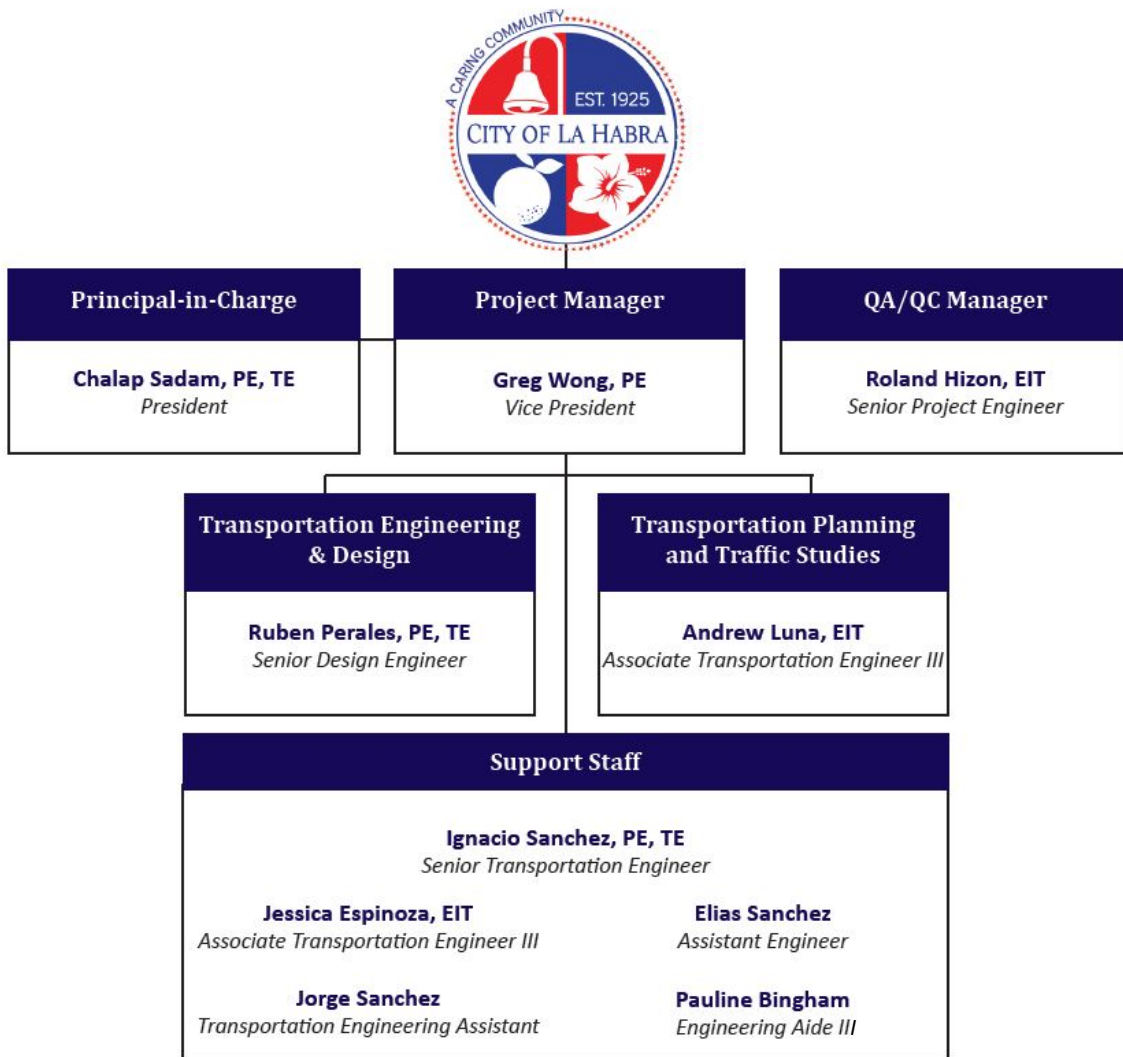 A CARING COMMUNITY
EST. 1925
CITY OF LA HABRA
Principal-in-Charge
Chalap Sadam, PE, TE
President
Project Manager
Greg Wong, PE
Vice President
QA/QC Manager
Roland Hizon, EIT
Senior Project Engineer
Transportation Engineering
& Design
Ruben Perales, PE, TE
Senior Design Engineer
Transportation Planning
and Traffic Studies
Andrew Luna, EIT
Associate Transportation Engineer III
Support Staff
Ignacio Sanchez, PE, TE
Senior Transportation Engineer
Jessica Espinoza, EIT
Associate Transportation Engineer III
Elias Sanchez
Assistant Engineer
Jorge Sanchez
Transportation Engineering Assistant
Pauline Bingham
Engineering Aide III